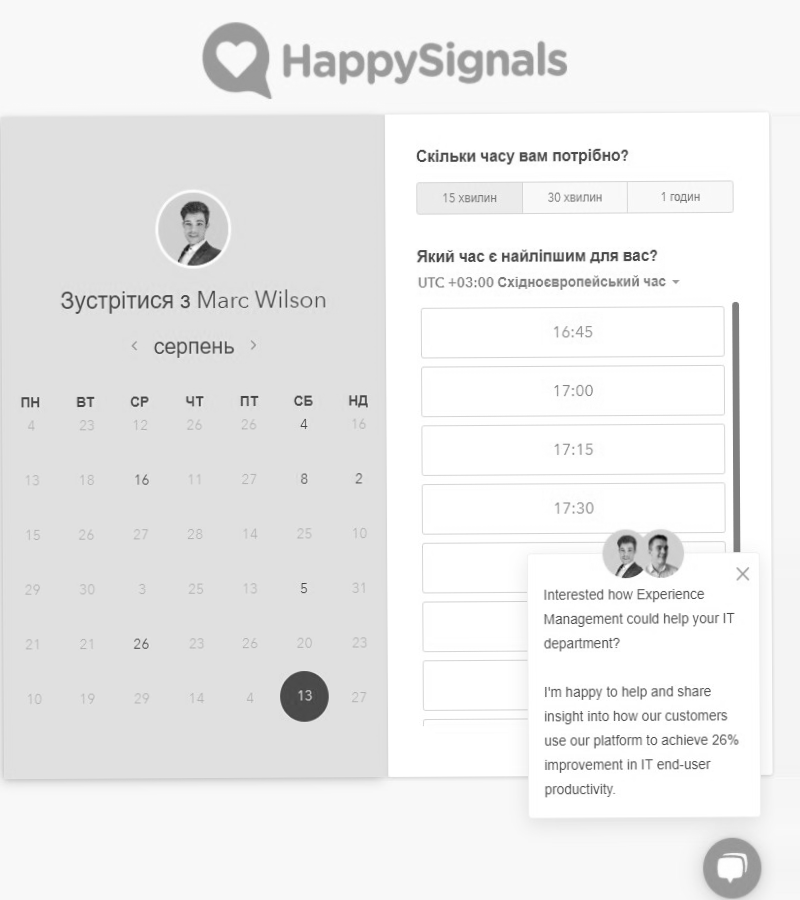 HappySignals
Зустрітися з Marc Wilson
серпень
ПН ВТ СР ЧТ ПТ СБ НД
4 23 12 26 26 4 16
13 18 16 11 27 8 2
15 26 27 28 14 25 10
29 30 3 25 13 5 31
21 21 26 23 26 20 23
10 19 29 14 4 13 27
Скільки часу вам потрібно?
15 хвилин 30 хвилин 1 годин
Який час є найліпшим для вас?
UTC +03:00 Східноєвропейський час
16:45
17:00
17:15
17:30
Interested how Experience
Management could help your IT
department?
I'm happy to help and share
insight into how our customers
use our platform to achieve 26%
improvement in IT end-user
productivity.